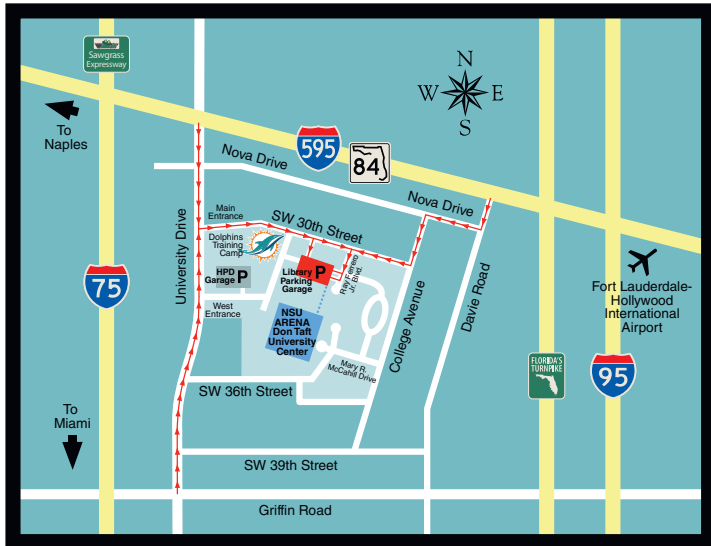 Sawgrass
Expressway
N
W
E
S
To
Naples
595
84
Nova Drive
Nova Drive
Main
Entrance
SW 30th Street
Dolphins
Training
Camp
University Drive
HPD
Garage P
Library
Parking
Garage
P
Ray Ferrero
Jr. Blvd.
75
West
Entrance
NSU
ARENA
Don Taft
University
Center
College Avenue
Davie Road
Fort Lauderdale-
Hollywood
International
Airport
FLORIDA'S
TURNPIKE
95
Mary R.
McCahill Drive
SW 36th Street
To
Miami
SW 39th Street
Griffin Road